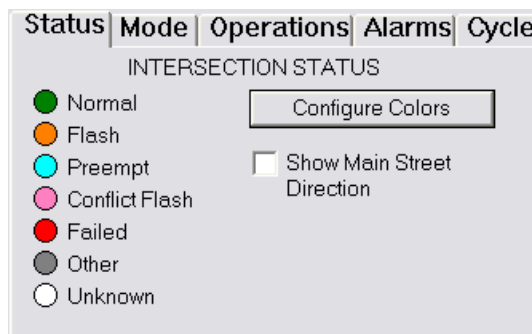 Status Mode Operations Alarms Cycle
INTERSECTION STATUS
Normal
Configure Colors
Flash
Preempt
Show Main Street
Direction
Conflict Flash
Failed
Other
Unknown